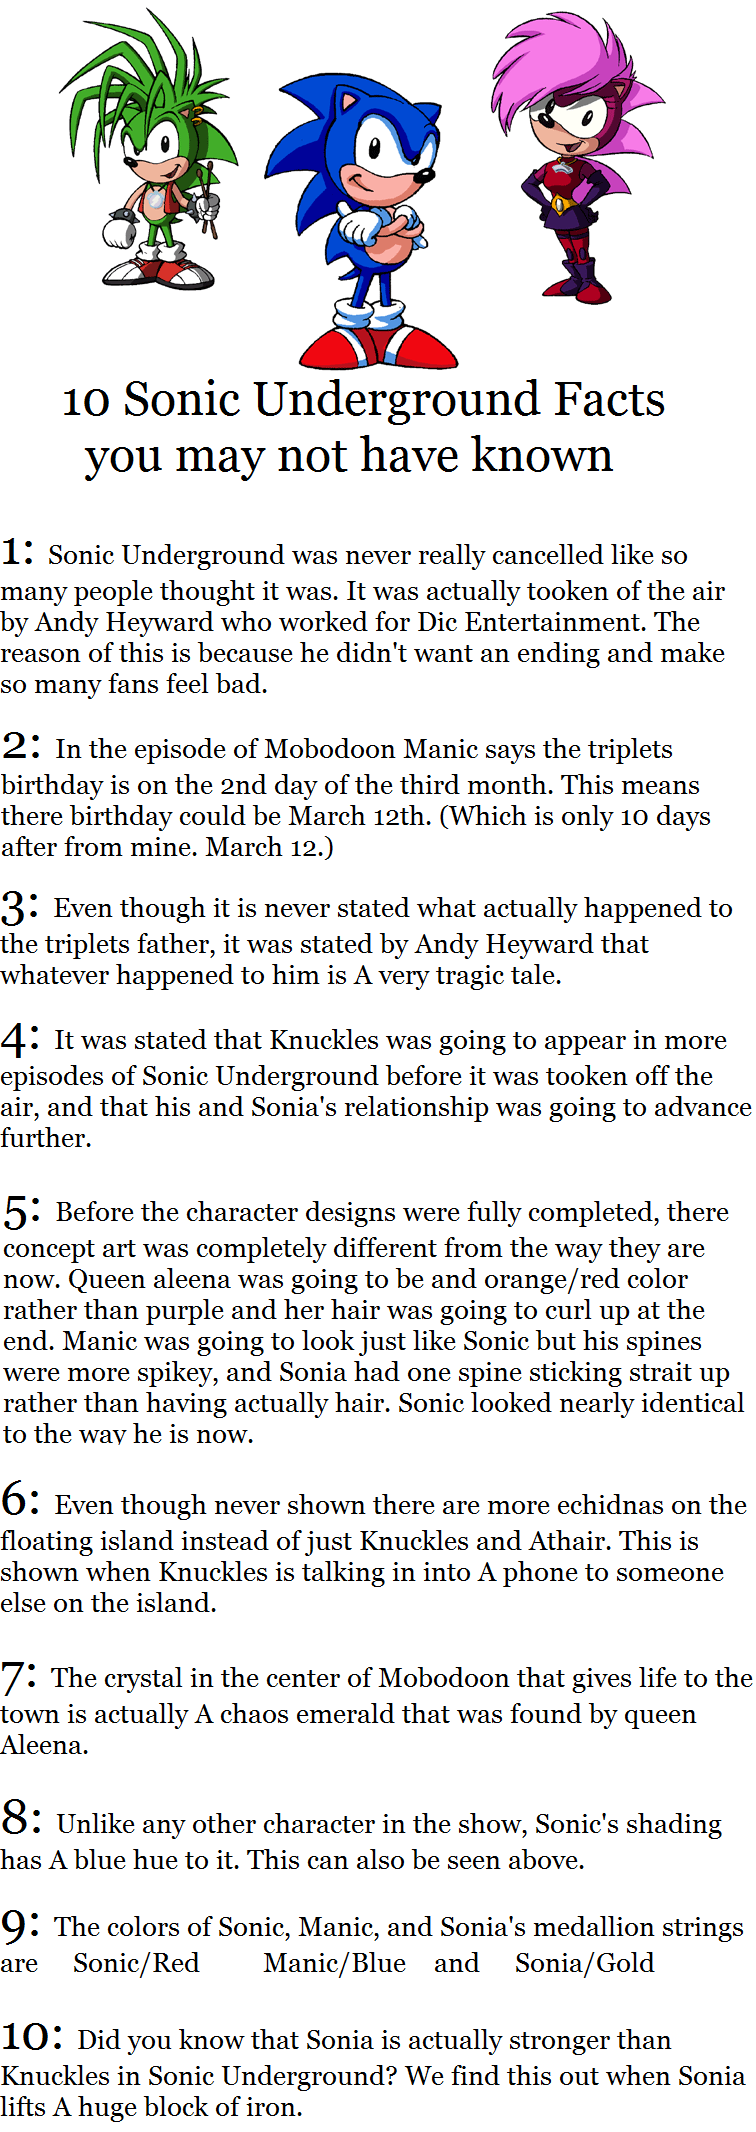 10 Sonic Underground Facts
you may not have known
1: Sonic Underground was never really cancelled like so
many people thought it was. It was actually tooken of the air
by Andy Heyward who worked for Dic Entertainment. The
reason of this is because he didn't want an ending and make
so many fans feel bad.
2: In the episode of Mobodoon Manic says the triplets
birthday is on the 2nd day of the third month. This means
there birthday could be March 12th. (Which is only 10 days
after from mine. March 12.)
3: Even though it is never stated what actually happened to
the triplets father, it was stated by Andy Heyward that
whatever happened to him is A very tragic tale.
4: It was stated that Knuckles was going to appear in more
episodes of Sonic Underground before it was tooken off the
air, and that his and Sonia's relationship was going to advance
further.
5: Before the character designs were fully completed, there
concept art was completely different from the way they are
now. Queen aleena was going to be and orange/red color
rather than purple and her hair was going to curl up at the
end. Manic was going to look just like Sonic but his spines
were more spikey, and Sonia had one spine sticking strait up
rather than having actually hair. Sonic looked nearly identical
to the way he is now.
6: Even though never shown there are more echidnas on the
floating island instead of just Knuckles and Athair. This is
shown when Knuckles is talking in into A phone to someone
else on the island.
7: The crystal in the center of Mobodoon that gives life to the
town is actually A chaos emerald that was found by queen
Aleena.
8: Unlike any other character in the show, Sonic's shading
has A blue hue to it. This can also be seen above.
9: The colors of Sonic, Manic, and Sonia's medallion strings
are Sonic/Red Manic/Blue and Sonia/Gold
10: Did you know that Sonia is actually stronger than
Knuckles in Sonic Underground? We find this out when Sonia
lifts A huge block of iron.